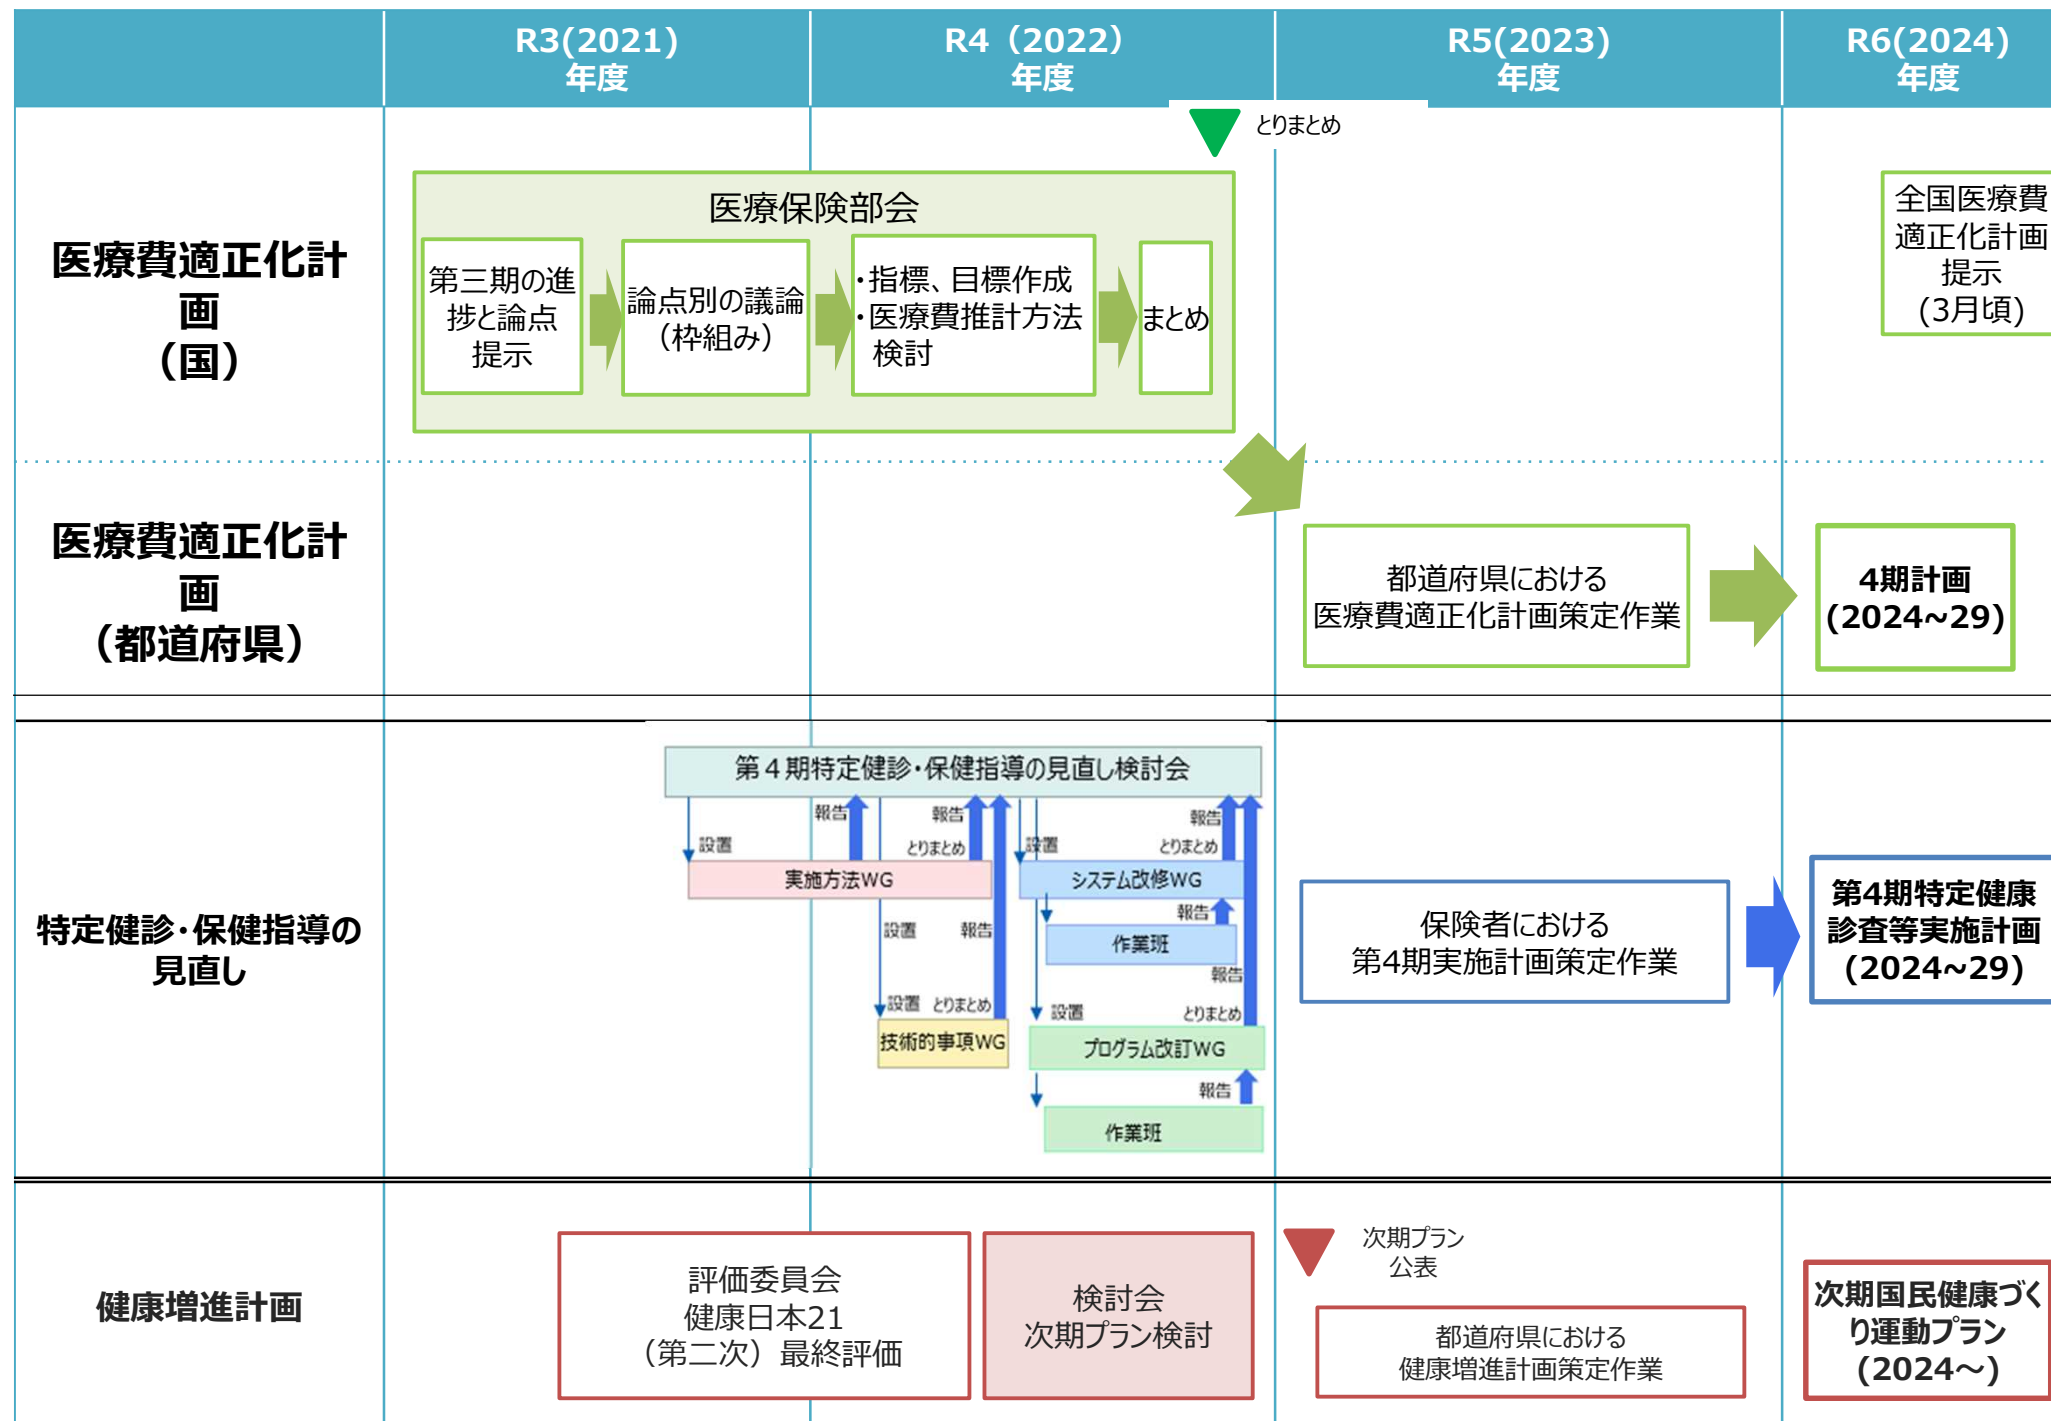 R3(2021)
年度
R4（2022）
年度
R5(2023)
年度
R6(2024)
年度
とりまとめ
医療費適正化計
画
（国）
医療保険部会
第三期の進
捗と論点
提示
論点別の議論
（枠組み）
・指標、目標作成
・医療費推計方法
検討
まとめ
全国医療費
適正化計画
提示
(3月頃)
医療費適正化計
画
（都道府県）
都道府県における
医療費適正化計画策定作業
4期計画
(2024~29)
特定健診・保健指導の
見直し
第４期特定健診・保健指導の見直し検討会
報告
報告
報告
設置
とりまとめ
設置
とりまとめ
実施方法WG
システム改修WG
報告
設置
報告
作業班
報告
設置
とりまとめ
設置
とりまとめ
技術的事項WG
プログラム改訂WG
報告
作業班
保険者における
第4期実施計画策定作業
第4期特定健康
診査等実施計画
(2024~29)
健康増進計画
評価委員会
健康日本21
（第二次）最終評価
検討会
次期プラン検討
次期プラン
公表
都道府県における
健康増進計画策定作業
次期国民健康づく
り運動プラン
(2024～)